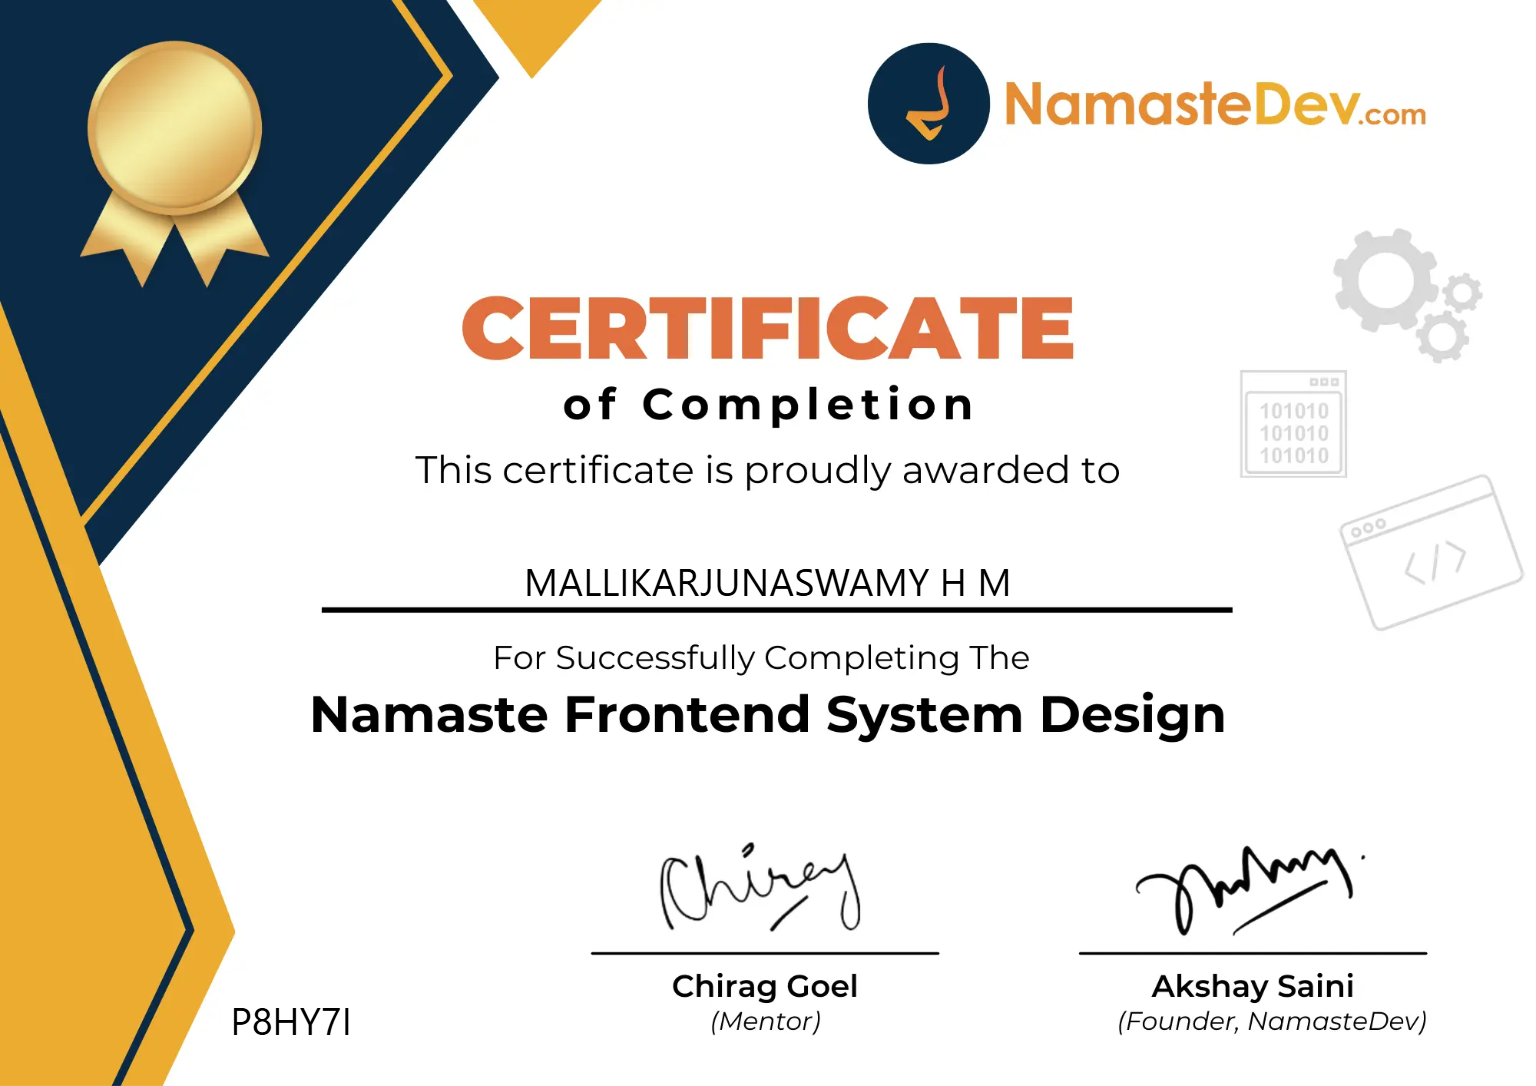 NamasteDev.com
CERTIFICATE
of Completion
This certificate is proudly awarded to
101010
101010
101010
</>
MALLIKARJUNASWAMY H M
For Successfully Completing The
Namaste Frontend System Design
Chirag
Chirag Goel
(Mentor)
Akshay Saini
(Founder, NamasteDev)
P8HY7I